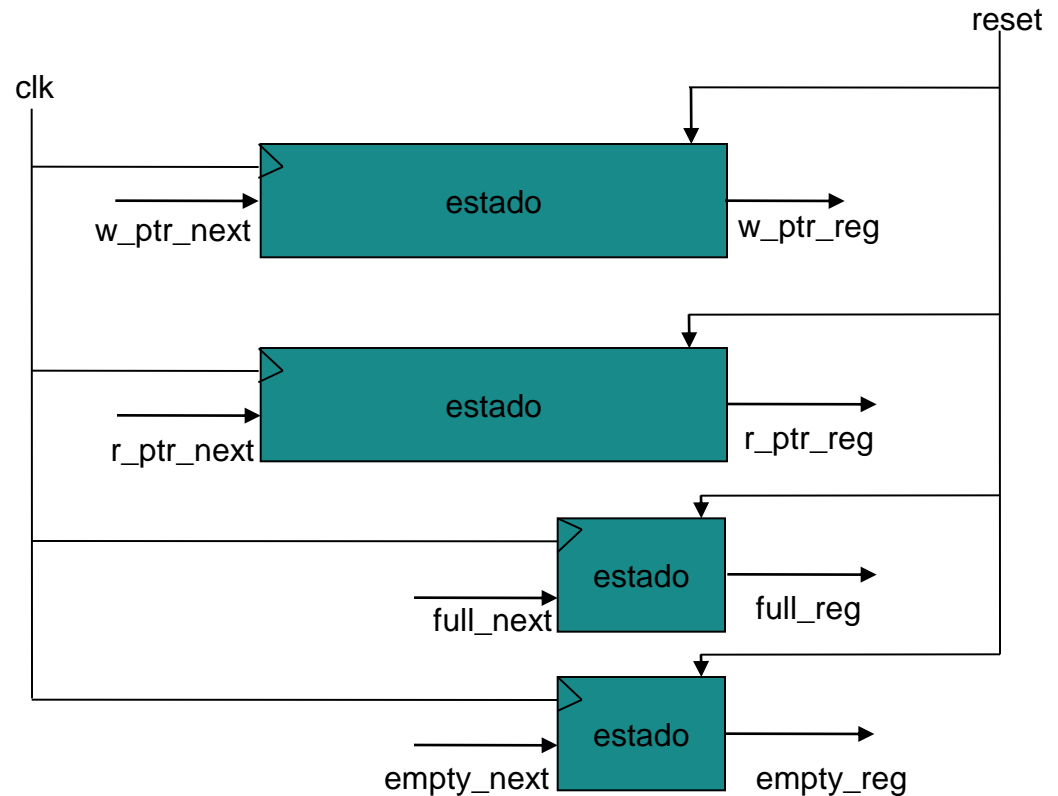 reset
clk
estado
w_ptr_next
w_ptr_reg
estado
r_ptr_next
r_ptr_reg
estado
full_next
full_reg
estado
empty_next
empty_reg